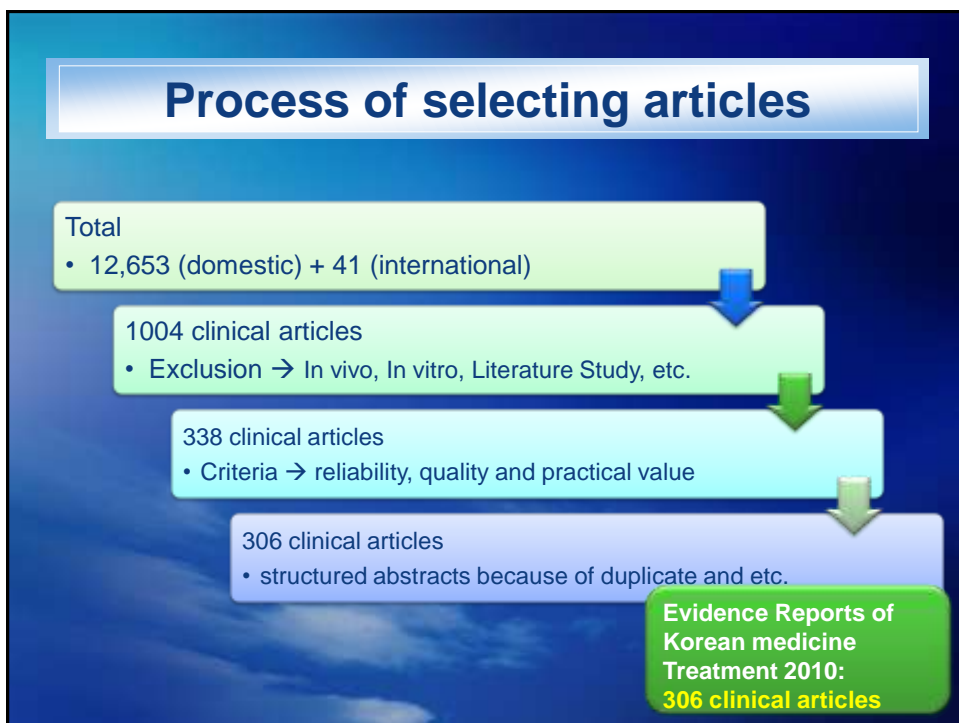 Process of selecting articles
Total
• 12,653 (domestic) + 41 (international)
1004 clinical articles
• Exclusion → In vivo, In vitro, Literature Study, etc.
338 clinical articles
• Criteria → reliability, quality and practical value
306 clinical articles
• structured abstracts because of duplicate and etc.
Evidence Reports of
Korean medicine
Treatment 2010:
306 clinical articles